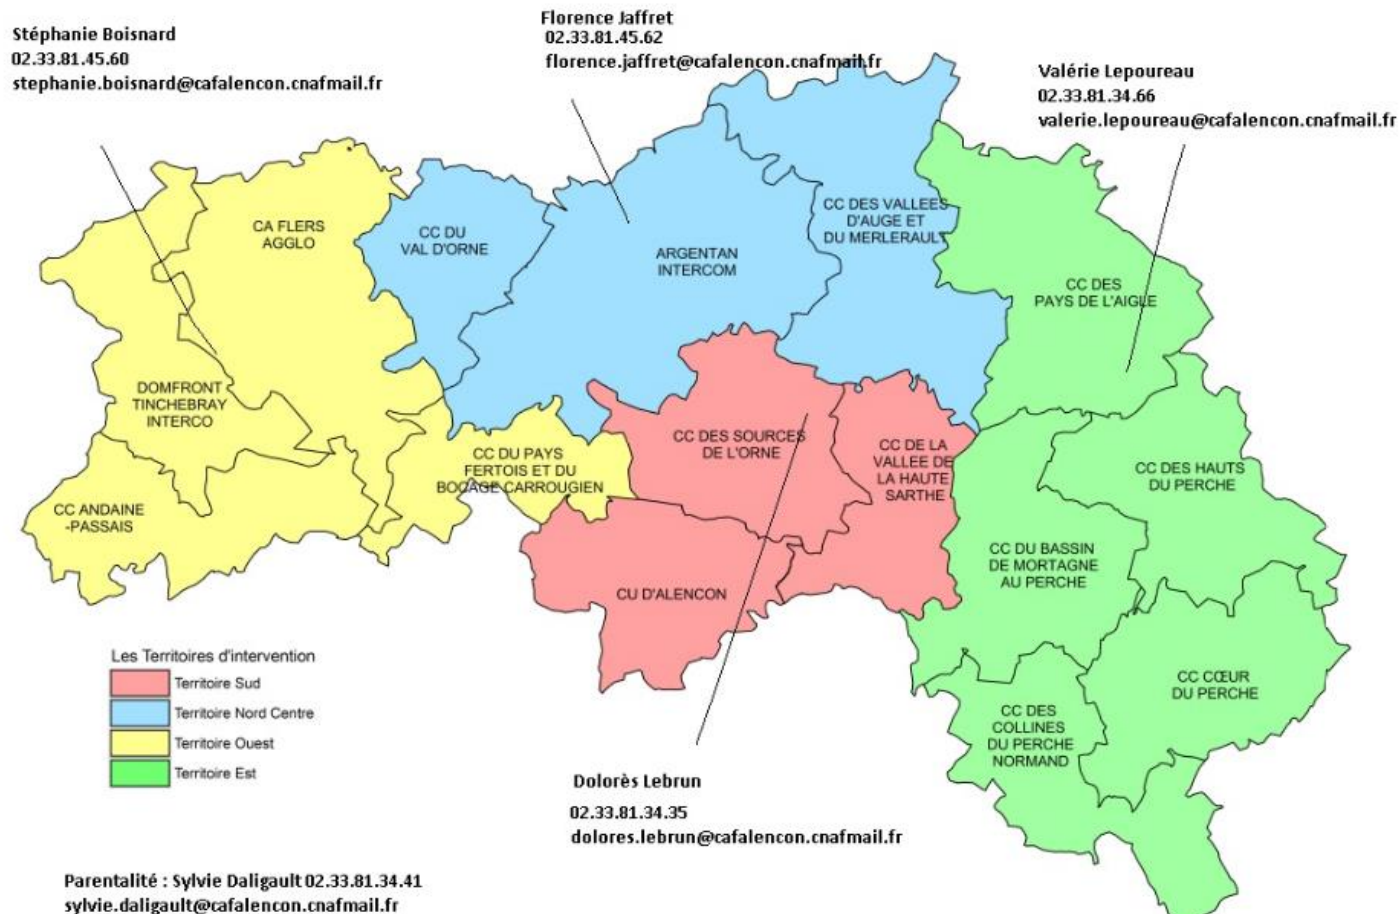 Stéphanie Boisnard
02.33.81.45.60
stephanie.boisnard@cafalencon.cnafmail.fr
Florence Jaffret
02.33.81.45.62
florence.jaffret@cafalencon.cnafmail.fr
Valérie Lepoureau
02.33.81.34.66
valerie.lepoureau@cafalencon.cnafmail.fr
CA FLERS
AGGLO
CC DU
VAL D'ORNE
ARGENTAN
INTERCOM
CC DES VALLEES
D'AUGE ET
DU MERLERAULT
CC DES
PAYS DE L'AIGLE
DOMFRONT
TINCHEBRAY
INTERCO
CC ANDAINE
-PASSAIS
CC DU PAYS
FERTOIS ET DU
BOCAGE CARROUGIEN
CC DES SOURCES
DE L'ORNE
CC DE LA
VALLEE DE
LA HAUTE
SARTHE
CC DES HAUTS
DU PERCHE
CC DU BASSIN
DE MORTAGNE
AU PERCHE
CU D'ALENCON
CC CŒUR
DU PERCHE
CC DES
COLLINES
DU PERCHE
NORMAND
Les Territoires d'intervention
Territoire Sud
Territoire Nord Centre
Territoire Ouest
Territoire Est
Dolorès Lebrun
02.33.81.34.35
dolores.lebrun@cafalencon.cnafmail.fr
Parentalité : Sylvie Daligault 02.33.81.34.41
sylvie.daligault@cafalencon.cnafmail.fr